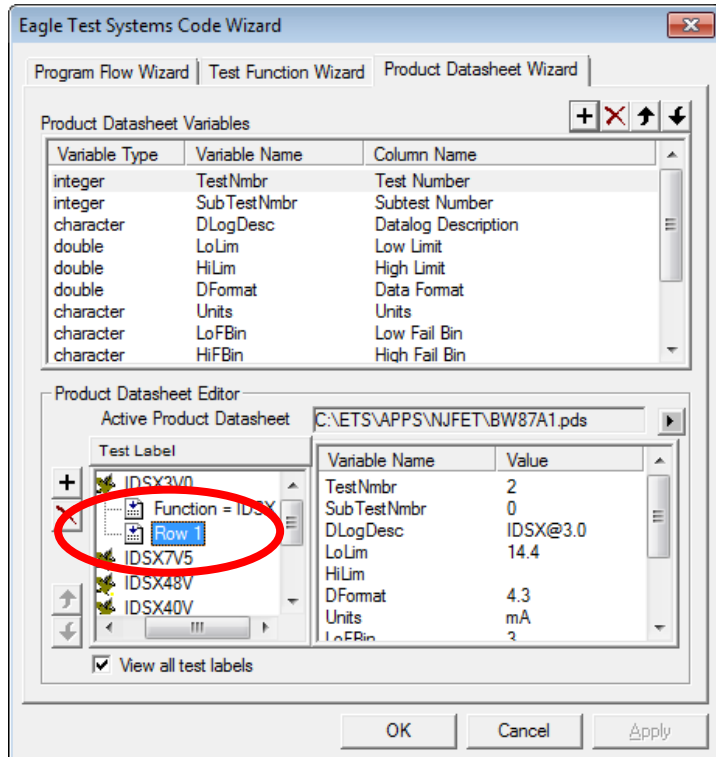 Eagle Test Systems Code Wizard
Program Flow Wizard Test Function Wizard Product Datasheet Wizard
Product Datasheet Variables
Variable Type Variable Name Column Name
integer TestNmbr Test Number
integer SubTestNmbr Subtest Number
character DLogDesc Datalog Description
double LoLim Low Limit
double HiLim High Limit
double DFormat Data Format
character Units Units
character LoFBin Low Fail Bin
character HiFBin High Fail Bin
Product Datasheet Editor
Active Product Datasheet C:\ETS\APPS\NJFET\BW87A1.pds
Test Label
IDSX3V0
Function = IDSX
Row 1
IDSX7V5
IDSX48V
IDSX40V
Variable Name Value
TestNmbr 2
SubTestNmbr 0
DLogDesc IDSX@3.0
LoLim 14.4
HiLim
DFormat 4.3
Units mA
LoFBin 3
View all test labels
OK Cancel Apply